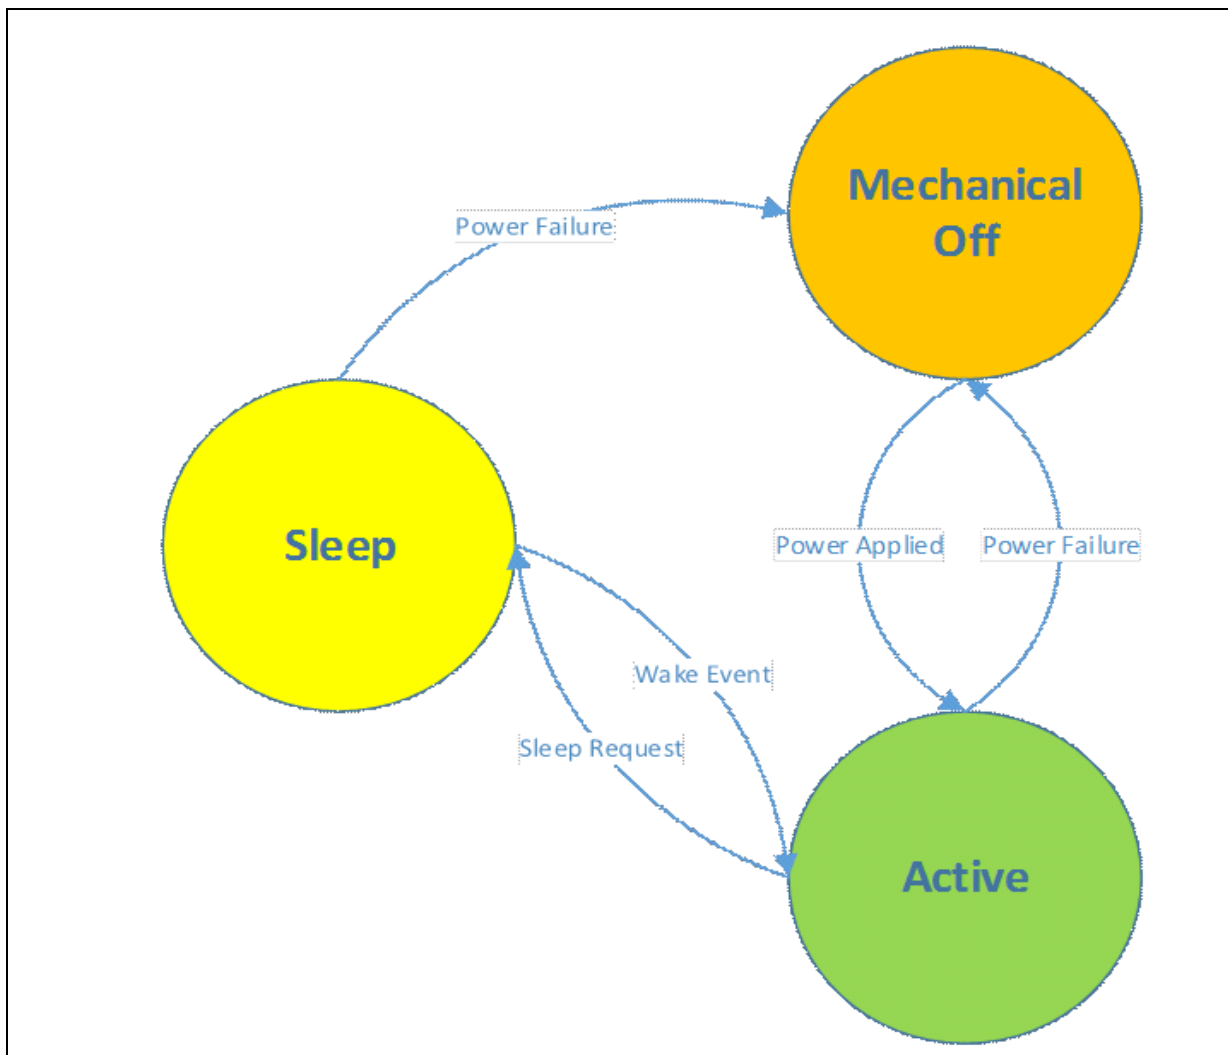 Mechanical
Off
Power Failure
Sleep
Power Applied
Power Failure
Wake Event
Sleep Request
Active